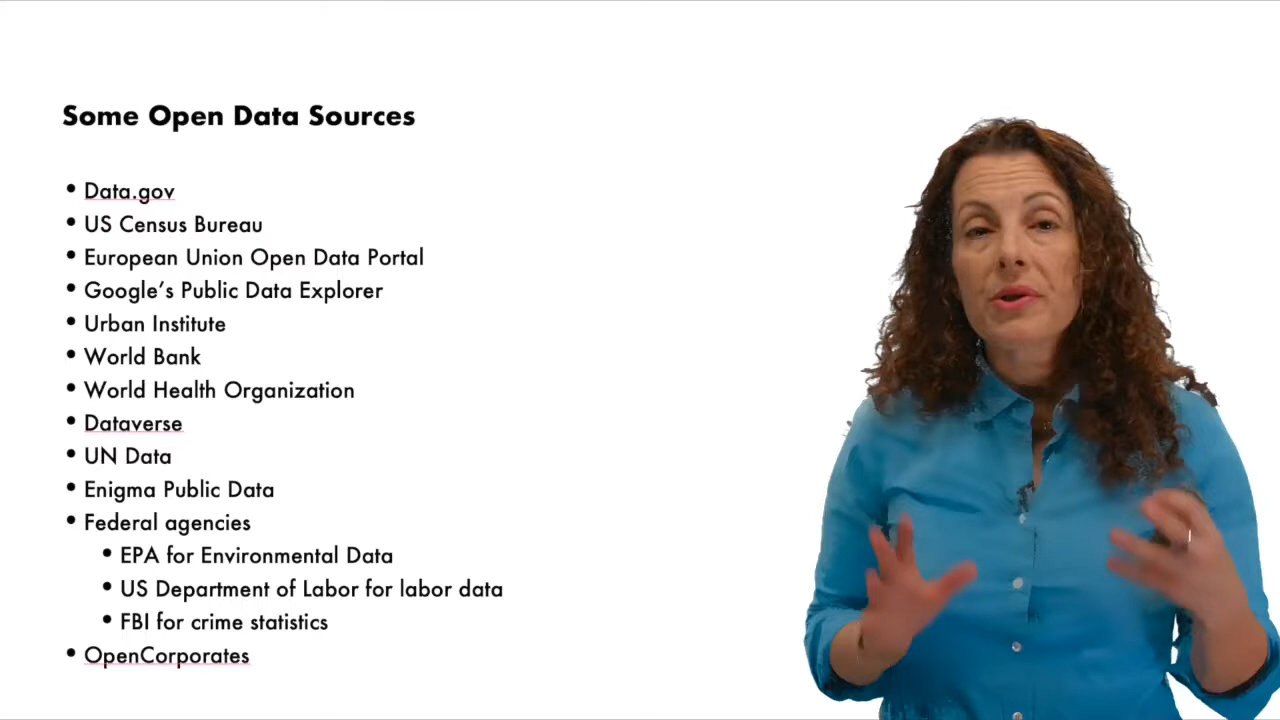 Some Open Data Sources
• Data.gov
• US Census Bureau
• European Union Open Data Portal
• Google’s Public Data Explorer
• Urban Institute
• World Bank
• World Health Organization
• Dataverse
• UN Data
• Enigma Public Data
• Federal agencies
• EPA for Environmental Data
• US Department of Labor for labor data
• FBI for crime statistics
• OpenCorporates